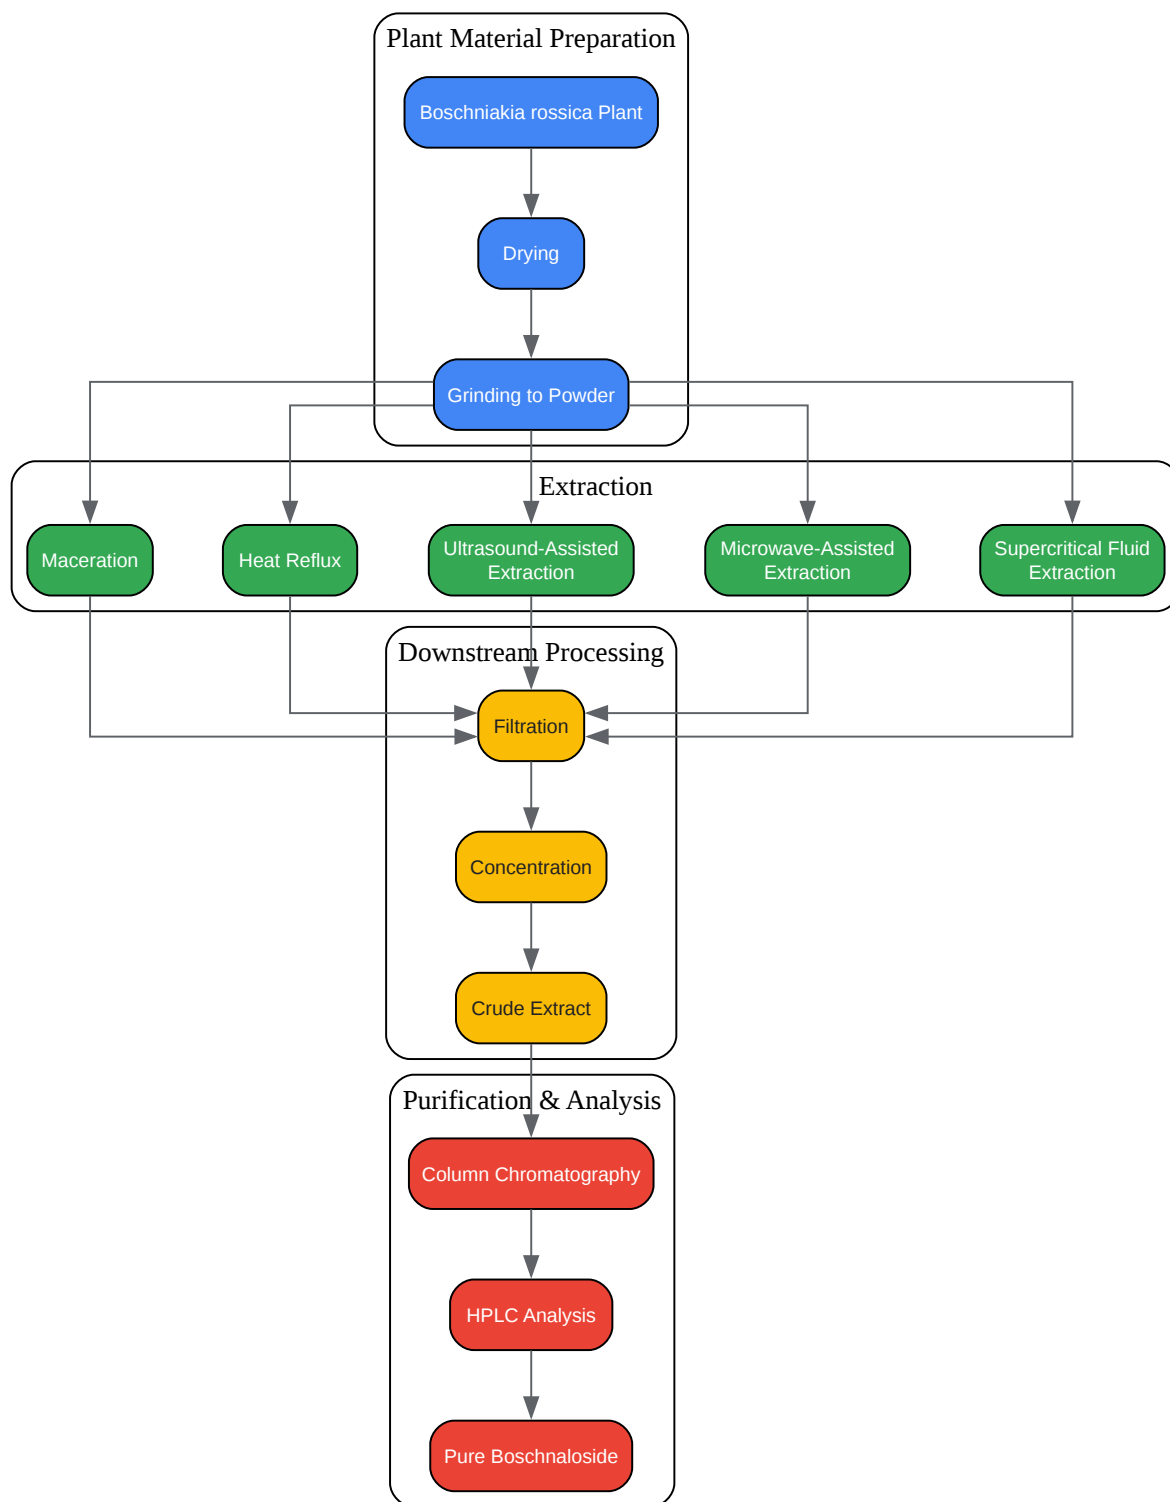 Plant Material Preparation
Boschniakia rossica Plant
Drying
Grinding to Powder
Extraction
Maceration
Heat Reflux
Ultrasound-Assisted
Extraction
Microwave-Assisted
Extraction
Supercritical Fluid
Extraction
Downstream Processing
Filtration
Concentration
Crude Extract
Purification & Analysis
Column Chromatography
HPLC Analysis
Pure Boschnaloside